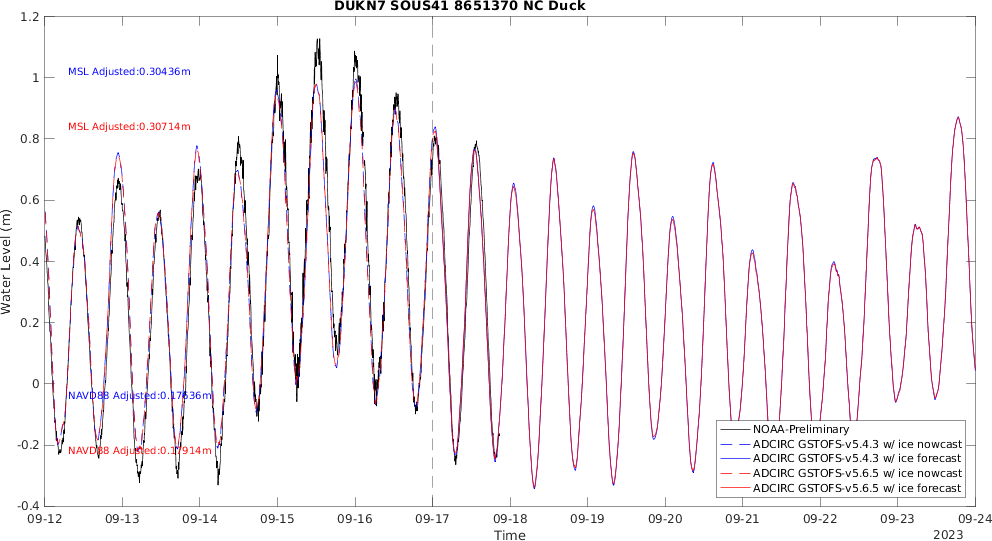 DUKN7 SOUS41 8651370 NC Duck
1.2
1
0.8
0.6
0.4
0.2
0
-0.2
-0.4
Water Level (m)
MSL Adjusted:0.30436m
MSL Adjusted:0.30714m
NAVD88 Adjusted:0.17636m
NAVD88 Adjusted:0.17914m
NOAA-Preliminary
ADCIRC GSTOFS-v5.4.3 w/ ice nowcast
ADCIRC GSTOFS-v5.4.3 w/ ice forecast
ADCIRC GSTOFS-v5.6.5 w/ ice nowcast
ADCIRC GSTOFS-v5.6.5 w/ ice forecast
09-12 09-13 09-14 09-15 09-16 09-17 09-18 09-19 09-20 09-21 09-22 09-23 09-24
Time
2023